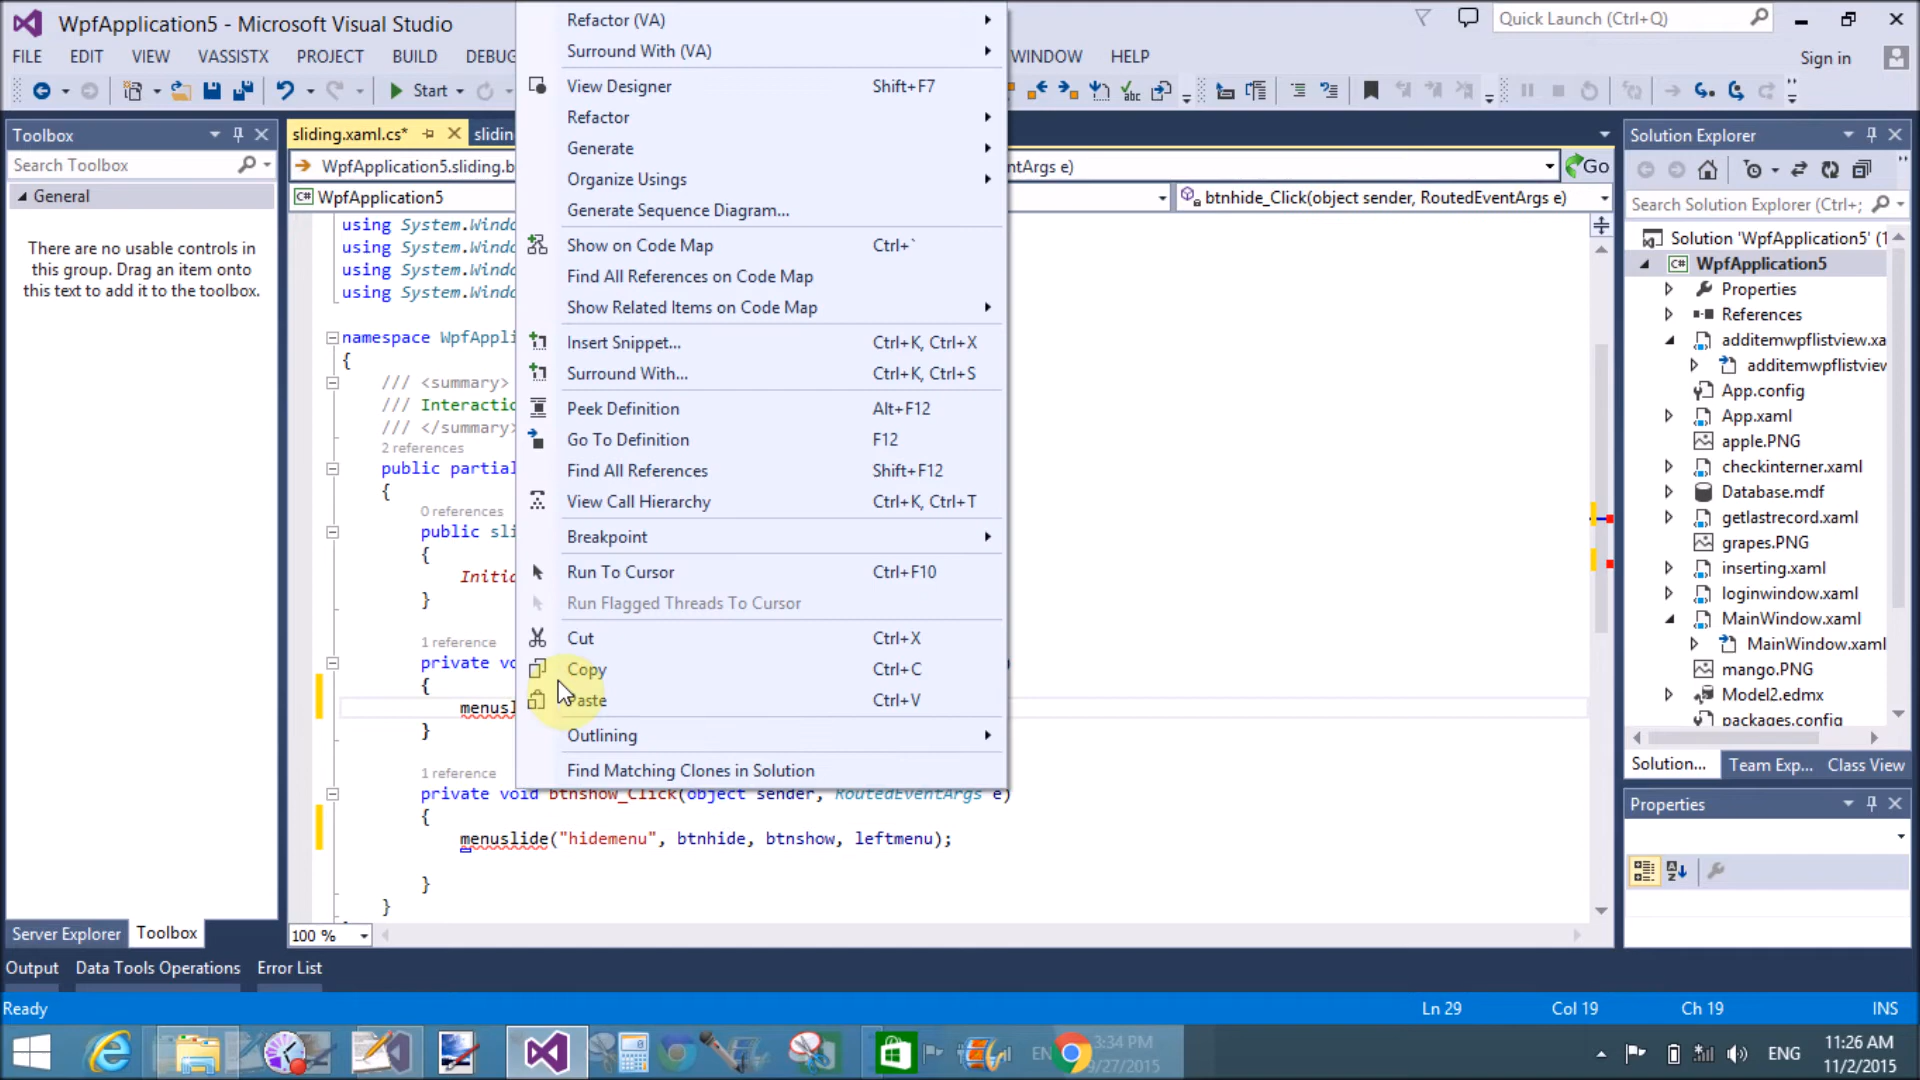 WpfApplication5 - Microsoft Visual Studio
Quick Launch (Ctrl+Q)
FILE EDIT VIEW VASSISTX PROJECT BUILD DEBUG WINDOW HELP
Sign in
Start
Toolbox
Search Toolbox
General
There are no usable controls in
this group. Drag an item onto
this text to add it to the toolbox.
Server Explorer Toolbox
sliding.xaml.cs*
WpfApplication5.sliding.b
ntArgs e)
Go
WpfApplication5
btnhide_Click(object sender, RoutedEventArgs e)
using System.Windo
using System.Windo
using System.Windo
using System.Windo
namespace WpfAppli
{
/// <summary>
/// Interactio
/// </summary>
2 references
public partia
{
0 references
public sli
{
Initi
}
1 reference
private vo
{
menusl
}
1 reference
private void btnshow_Click(object sender, RoutedEventArgs e)
{
menuslide("hidemenu", btnhide, btnshow, leftmenu);
}
}
100 %
Refactor (VA)
Surround With (VA)
View Designer Shift+F7
Refactor
Generate
Organize Usings
Generate Sequence Diagram...
Show on Code Map Ctrl+`
Find All References on Code Map
Show Related Items on Code Map
Insert Snippet... Ctrl+K, Ctrl+X
Surround With... Ctrl+K, Ctrl+S
Peek Definition Alt+F12
Go To Definition F12
Find All References Shift+F12
View Call Hierarchy Ctrl+K, Ctrl+T
Breakpoint
Run To Cursor Ctrl+F10
Run Flagged Threads To Cursor
Cut Ctrl+X
Copy Ctrl+C
Paste Ctrl+V
Outlining
Find Matching Clones in Solution
Solution Explorer
Search Solution Explorer (Ctrl+;
Solution 'WpfApplication5' (1
WpfApplication5
Properties
References
additemwpflistview.xa
additemwpflistview
App.config
App.xaml
apple.PNG
checkinterner.xaml
Database.mdf
getlastrecord.xaml
grapes.PNG
inserting.xaml
loginwindow.xaml
MainWindow.xaml
MainWindow.xaml
mango.PNG
Model2.edmx
packages.config
Solution... Team Exp... Class View
Properties
Output Data Tools Operations Error List
Ready Ln 29 Col 19 Ch 19 INS
EN 3:34 PM
9/27/2015
ENG
11:26 AM
11/2/2015